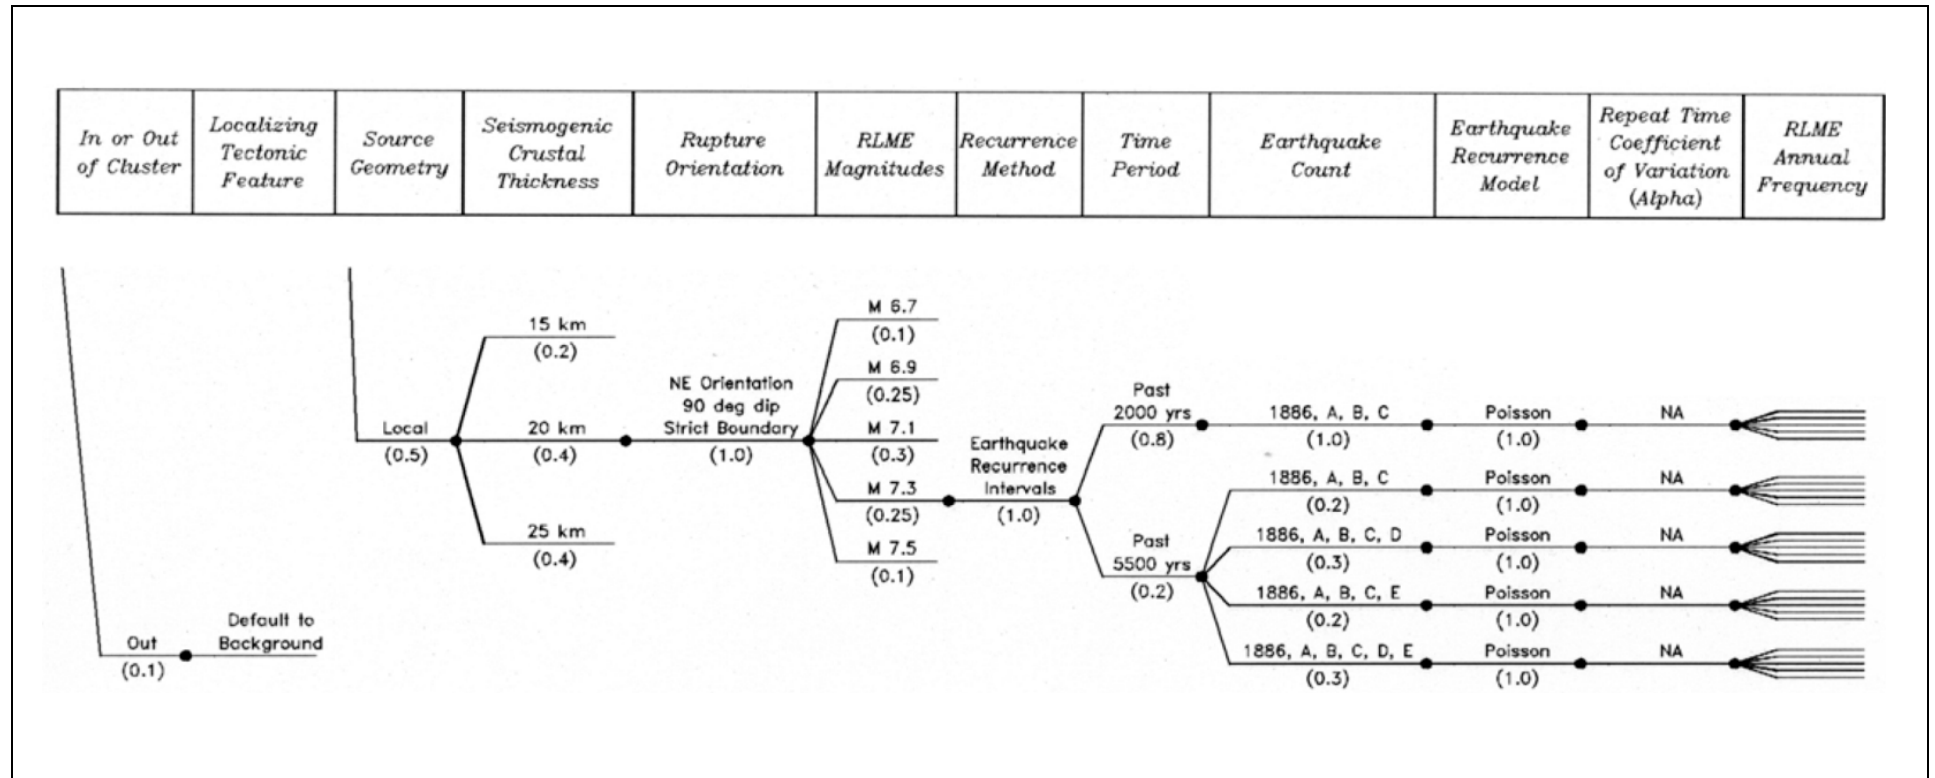 In or Out
of Cluster
Localizing
Tectonic
Feature
Source
Geometry
Seismogenic
Crustal
Thickness
Rupture
Orientation
RLME
Magnitudes
Recurrence
Method
Time
Period
Earthquake
Count
Earthquake
Recurrence
Model
Repeat Time
Coefficient
of Variation
(Alpha)
RLME
Annual
Frequency
Out
(0.1)
Default to
Background
Local
(0.5)
15 km
(0.2)
20 km
(0.4)
25 km
(0.4)
NE Orientation
90 deg dip
Strict Boundary
(1.0)
M 6.7
(0.1)
M 6.9
(0.25)
M 7.1
(0.3)
M 7.3
(0.25)
M 7.5
(0.1)
Earthquake
Recurrence
Intervals
(1.0)
Past
2000 yrs
(0.8)
Past
5500 yrs
(0.2)
1886, A, B, C
(1.0)
Poisson
(1.0)
NA
1886, A, B, C
(0.2)
Poisson
(1.0)
NA
1886, A, B, C, D
(0.3)
Poisson
(1.0)
NA
1886, A, B, C, E
(0.2)
Poisson
(1.0)
NA
1886, A, B, C, D, E
(0.3)
Poisson
(1.0)
NA